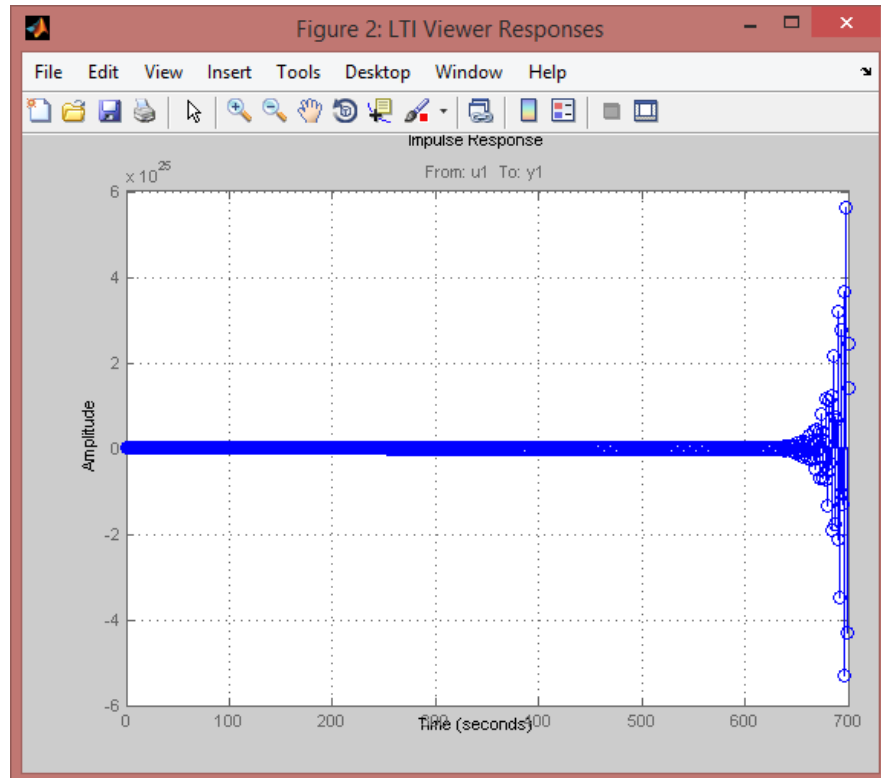 Figure 2: LTI Viewer Responses
File Edit View Insert Tools Desktop Window Help
Impulse Response
From: u1 To: y1
x 10^25
6
4
2
0
-2
-4
-6
Amplitude
0 100 200 300 400 500 600 700
Time (seconds)